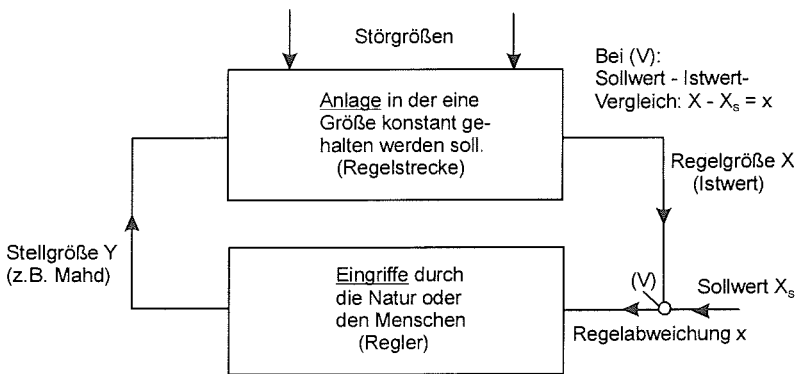 Störgrößen
Bei (V):
Sollwert - Istwert-
Vergleich: X - Xₛ = x
Anlage in der eine
Größe konstant ge-
halten werden soll.
(Regelstrecke)
Regelgröße X
(Istwert)
Stellgröße Y
(z.B. Mahd)
Eingriffe durch
die Natur oder
den Menschen
(Regler)
(V)
Sollwert Xₛ
Regelabweichung x